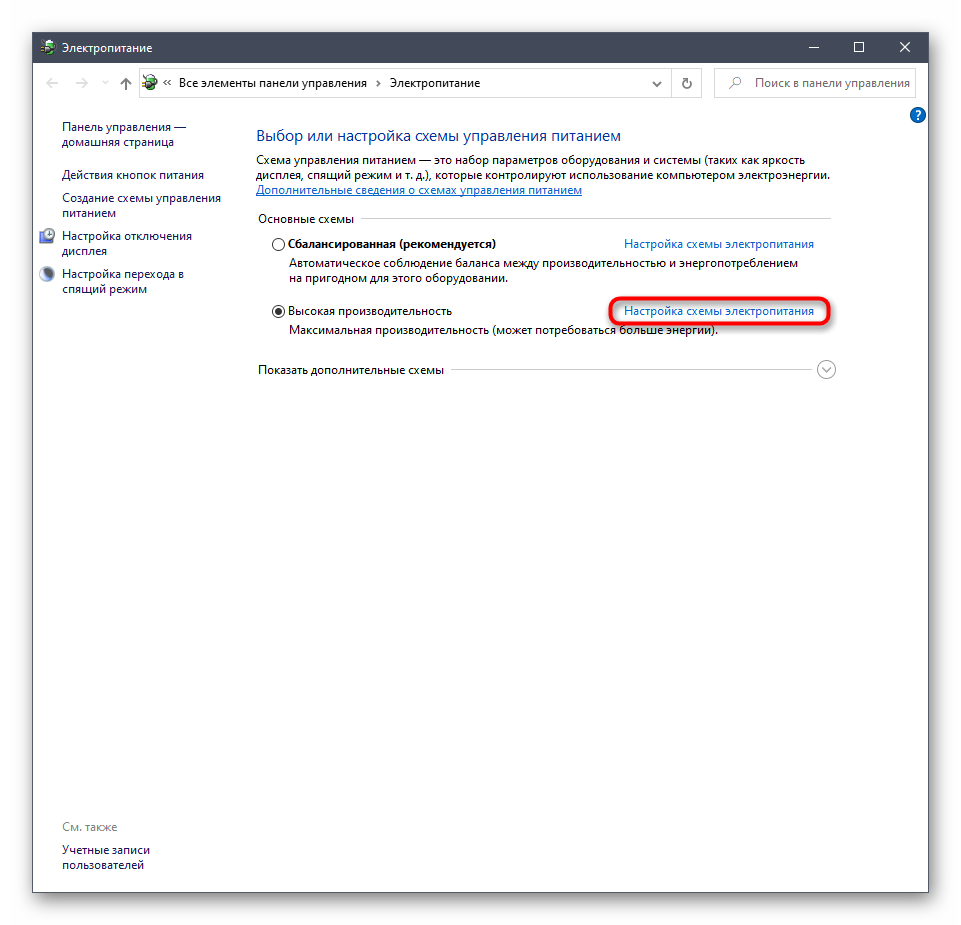 Электропитание
« Все элементы панели управления › Электропитание
Поиск в панели управления
?
Панель управления —
домашняя страница
Действия кнопок питания
Создание схемы управления
питанием
Настройка отключения
дисплея
Настройка перехода в
спящий режим
Выбор или настройка схемы управления питанием
Схема управления питанием — это набор параметров оборудования и системы (таких как яркость
дисплея, спящий режим и т. д.), которые контролируют использование компьютером электроэнергии.
Дополнительные сведения о схемах управления питанием
Основные схемы
Сбалансированная (рекомендуется) Настройка схемы электропитания
Автоматическое соблюдение баланса между производительностью и энергопотреблением
на пригодном для этого оборудовании.
Высокая производительность Настройка схемы электропитания
Максимальная производительность (может потребоваться больше энергии).
Показать дополнительные схемы
См. также
Учетные записи
пользователей